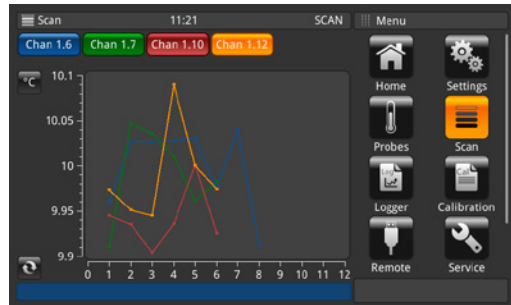 Scan 11:21 SCAN
Menu
Chan 1.6 Chan 1.7 Chan 1.10 Chan 1.12
°C
10.1
10.05
10
9.95
9.9
0 1 2 3 4 5 6 7 8 9 10 11 12
Home Settings
Probes Scan
Log Cal
Logger Calibration
Remote Service